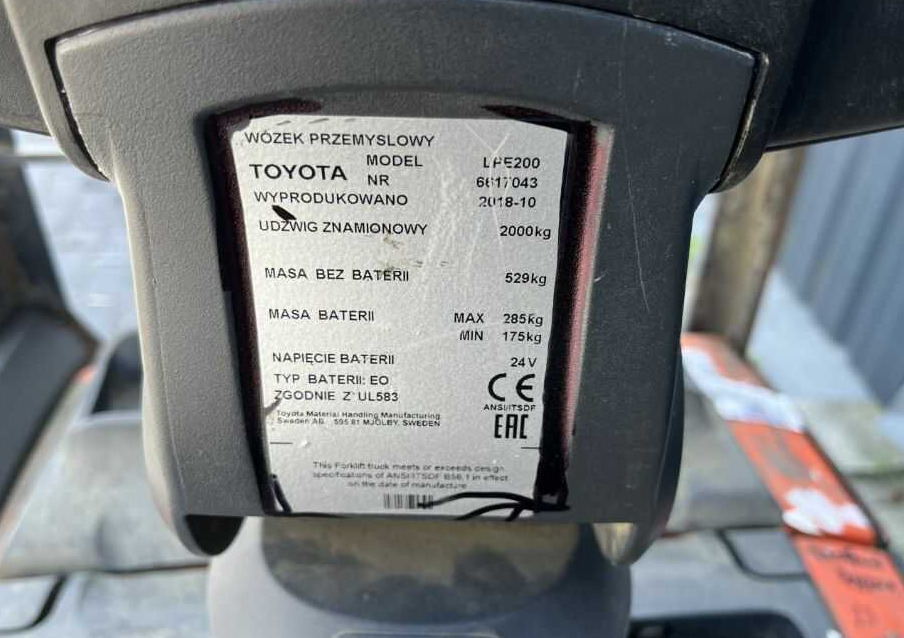 WÓZEK PRZEMYSLOWY
TOYOTA MODEL LPE200
NR 6617043
WYPRODUKOWANO 2018-10
UDŹWIG ZNAMIONOWY 2000kg
MASA BEZ BATERII 529kg
MASA BATERII MAX 285kg
MIN 175kg
NAPIĘCIE BATERII 24V
TYP BATERII: EO
ZGODNIE Z UL583
CE
ANSI/ITSDF
EAC
Toyota Material Handling Manufacturing
Sweden AB 595 81 MJÖLBY, SWEDEN
This Forklift truck meets or exceeds design
specifications of ANSI/ITSDF B56.1 in effect
on the date of manufacture